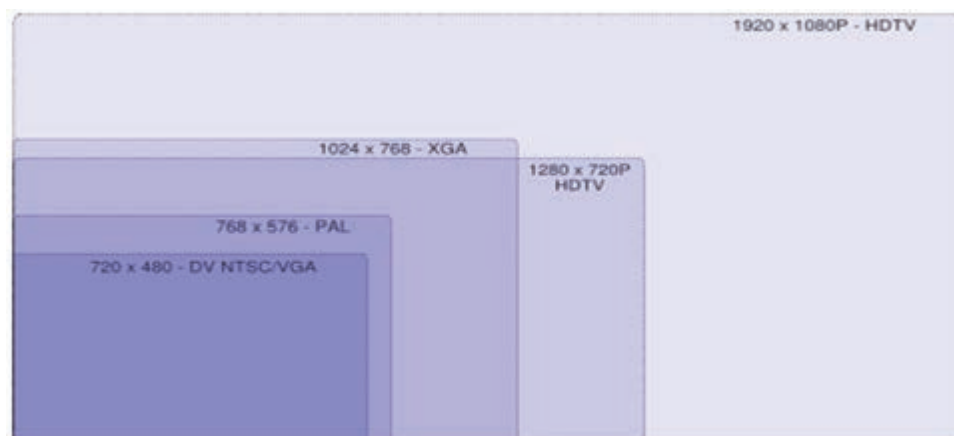 1920 x 1080P - HDTV
1024 x 768 - XGA
1280 x 720P
HDTV
768 x 576 - PAL
720 x 480 - DV NTSC/VGA